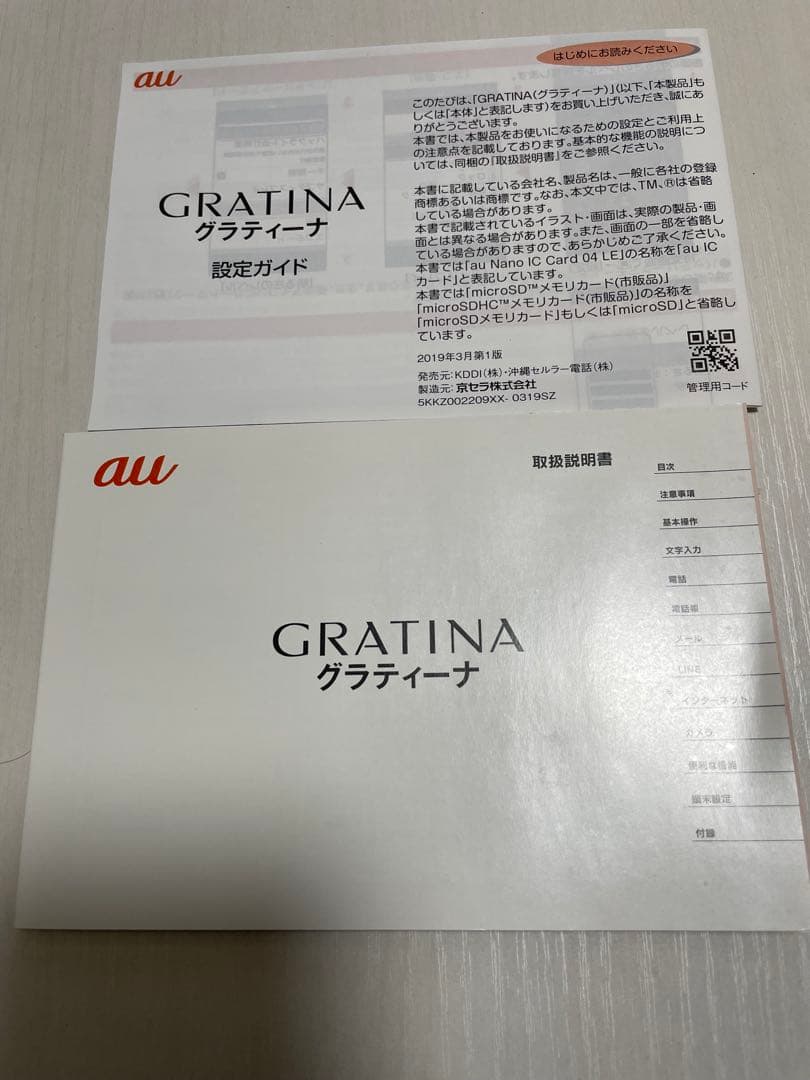 au
はじめにお読みください
GRATINA
グラティーナ
設定ガイド
このたびは、「GRATINA(グラティーナ)」(以下、「本製品」も
しくは「本体」と表記します)をお買い上げいただき、誠にあ
りがとうございます。
本書では、本製品をお使いになるための設定とご利用上
の注意点を記載しております。基本的な機能の説明につ
いては、同梱の『取扱説明書』をご参照ください。
本書に記載している会社名、製品名は、一般に各社の登録
商標あるいは商標です。なお、本文中では、TM、®は省略
している場合があります。
本書で記載されているイラスト・画面は、実際の製品・画
面とは異なる場合があります。また、画面の一部を省略し
ている場合がありますので、あらかじめご了承ください。
本書では「au Nano IC Card 04 LE」の名称を「au IC
カード」と表記しています。
本書では「microSD™メモリカード(市販品)」
「microSDHC™メモリカード(市販品)」の名称を
「microSDメモリカード」もしくは「microSD」と省略し
ています。
2019年3月第1版
発売元:KDDI(株)・沖縄セルラー電話(株)
製造元:京セラ株式会社
5KKZ002209XX- 0319SZ
管理用コード
au
取扱説明書
GRATINA
グラティーナ
目次
注意事項
基本操作
文字入力
電話
電話帳
メール
LINE
インターネット
カメラ
便利な機能
端末設定
付録